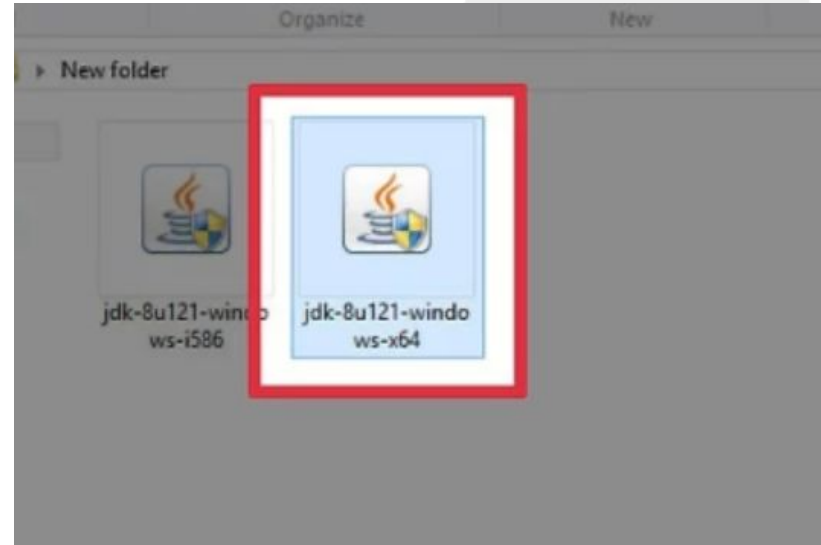 Organize
New
New folder
jdk-8u121-windo
ws-i586
jdk-8u121-windo
ws-x64